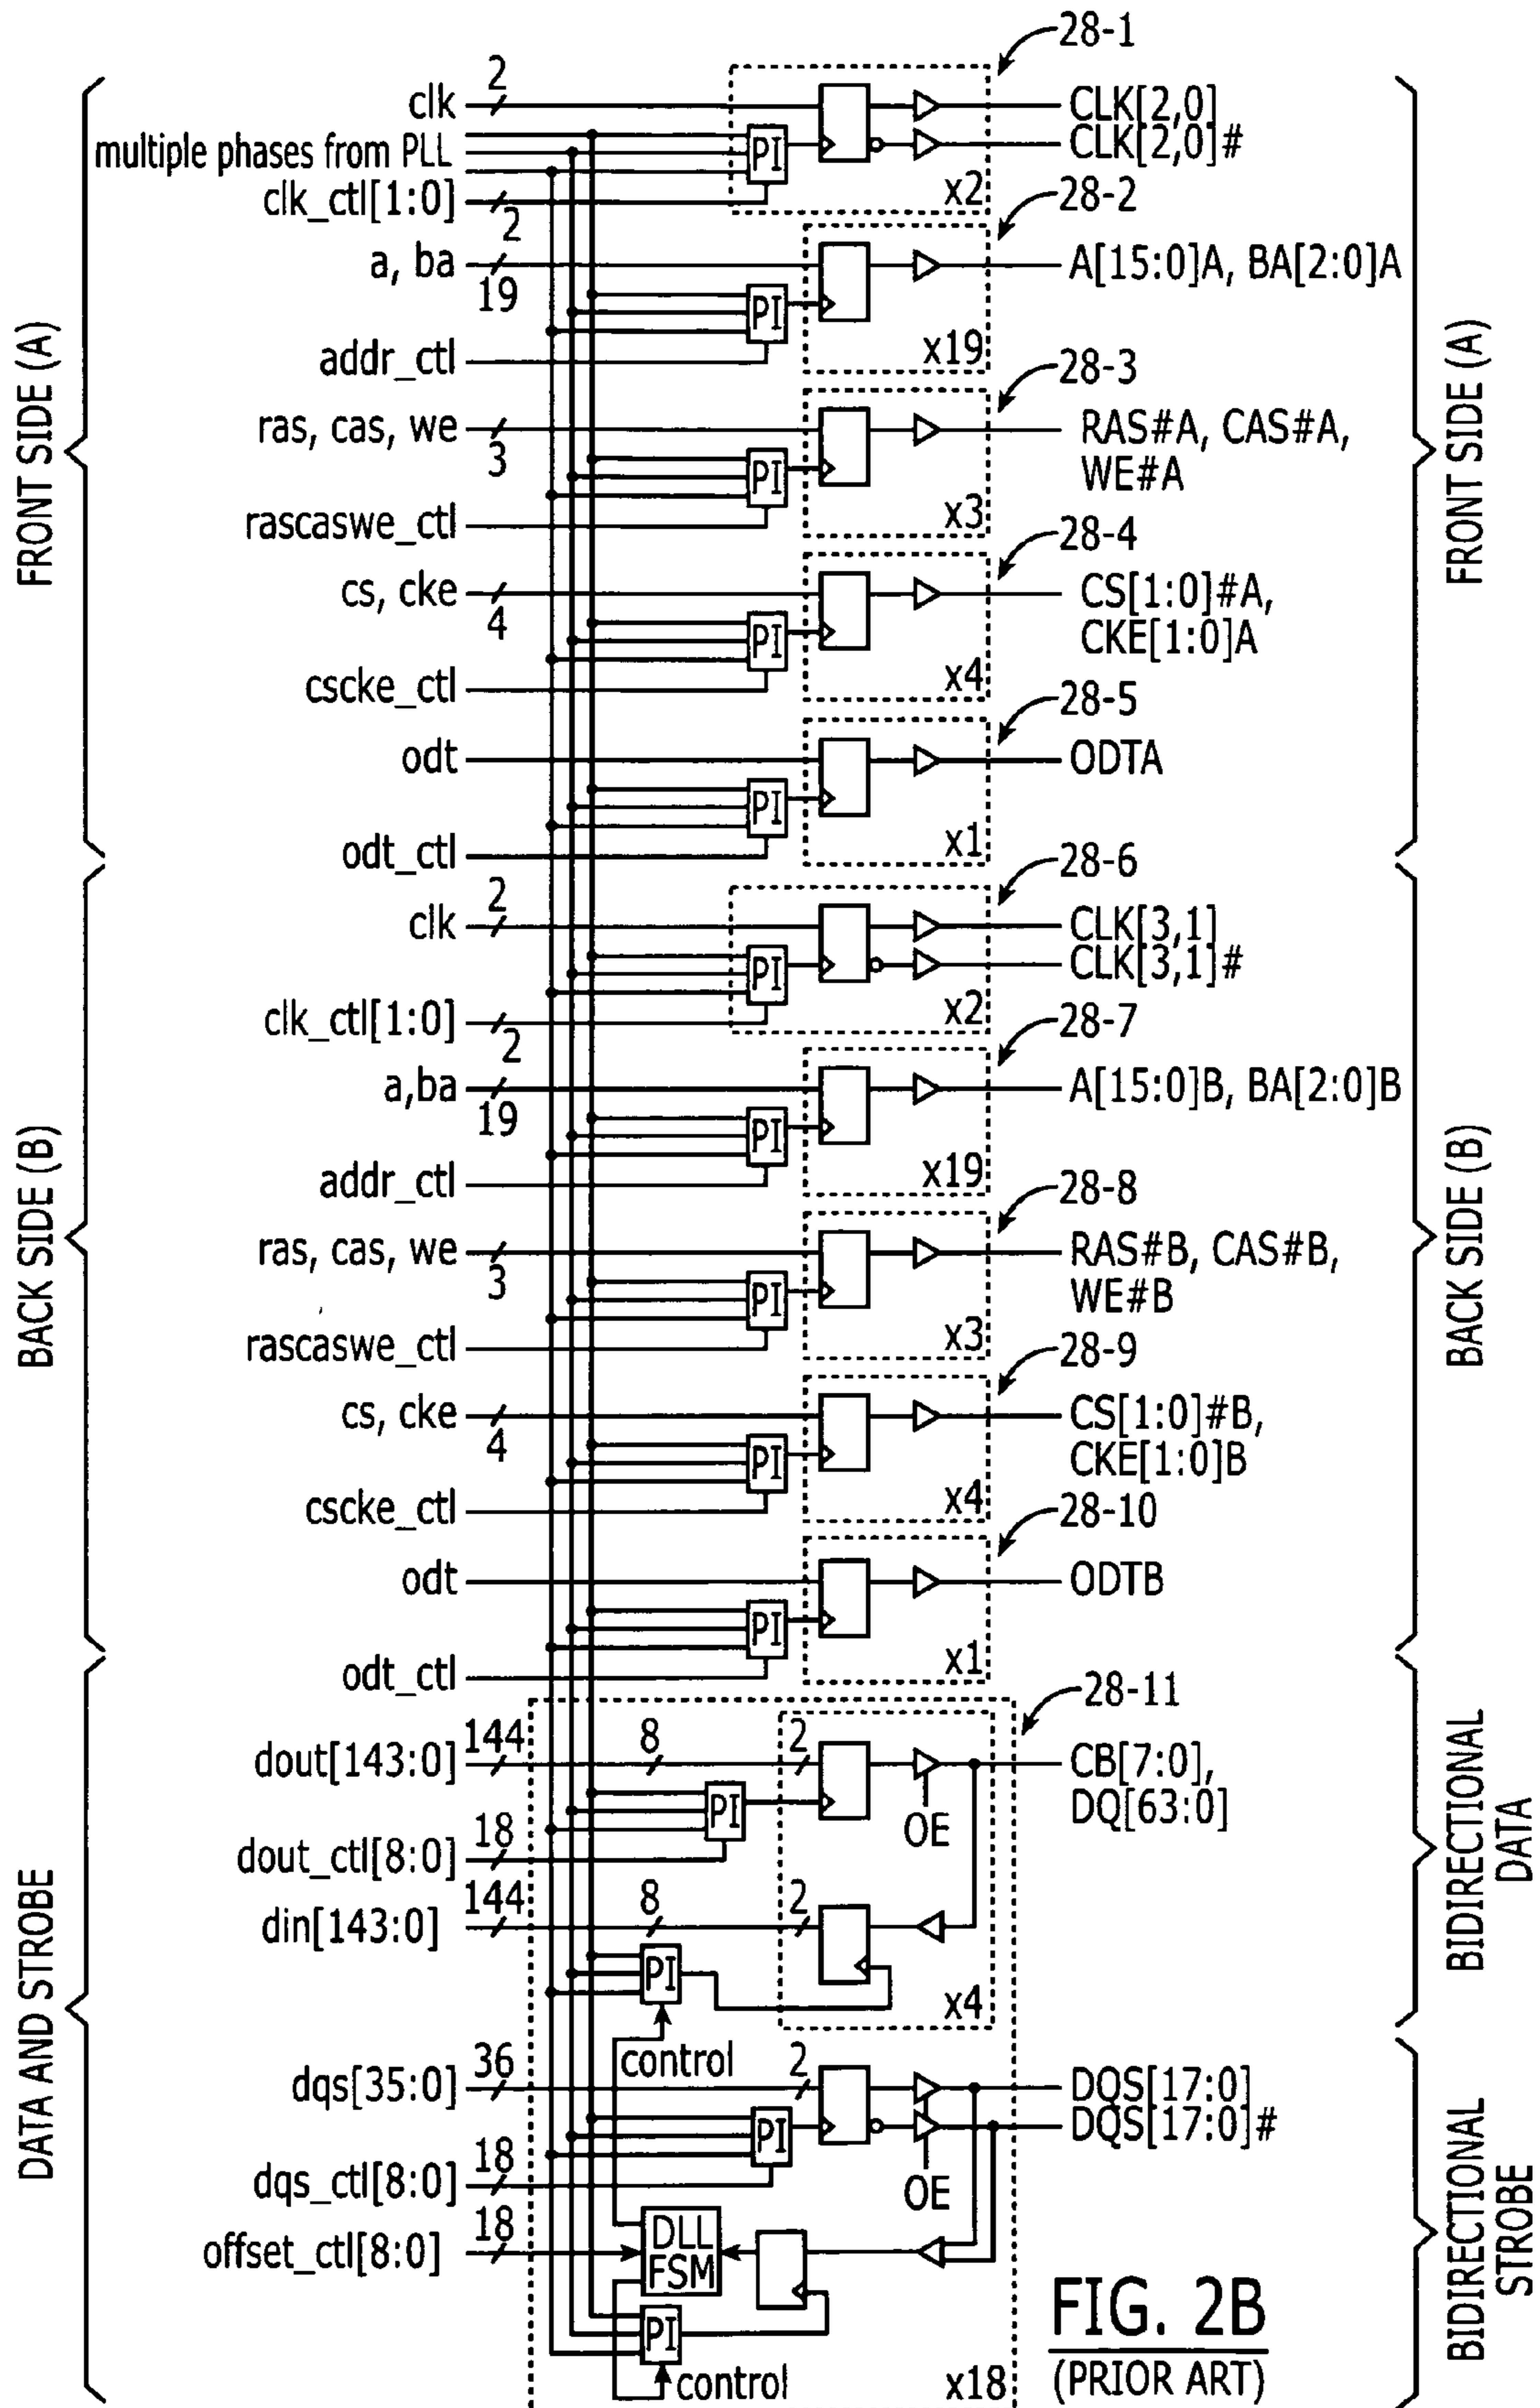 28-1
2
clk
CLK[2,0]
CLK[2,0]#
multiple phases from PLL
PI
clk_ctl[1:0]
2
x2
28-2
a, ba
19
A[15:0]A, BA[2:0]A
PI
addr_ctl
x19
28-3
ras, cas, we
3
RAS#A, CAS#A,
WE#A
PI
rascaswe_ctl
x3
28-4
cs, cke
4
CS[1:0]#A,
CKE[1:0]A
PI
cscke_ctl
x4
28-5
odt
ODTA
PI
odt_ctl
x1
FRONT SIDE (A)
FRONT SIDE (A)
28-6
2
clk
CLK[3,1]
CLK[3,1]#
PI
clk_ctl[1:0]
2
x2
28-7
a,ba
19
A[15:0]B, BA[2:0]B
PI
addr_ctl
x19
28-8
ras, cas, we
3
RAS#B, CAS#B,
WE#B
PI
rascaswe_ctl
x3
28-9
cs, cke
4
CS[1:0]#B,
CKE[1:0]B
PI
cscke_ctl
x4
28-10
odt
ODTB
PI
odt_ctl
x1
BACK SIDE (B)
BACK SIDE (B)
28-11
dout[143:0]
144
8
2
CB[7:0],
DQ[63:0]
OE
PI
dout_ctl[8:0]
18
din[143:0]
144
8
2
PI
x4
control
BIDIRECTIONAL
DATA
dqs[35:0]
36
2
DQS[17:0]
DQS[17:0]#
PI
dqs_ctl[8:0]
18
OE
offset_ctl[8:0]
18
DLL
FSM
PI
control
x18
DATA AND STROBE
BIDIRECTIONAL
STROBE
FIG. 2B
(PRIOR ART)